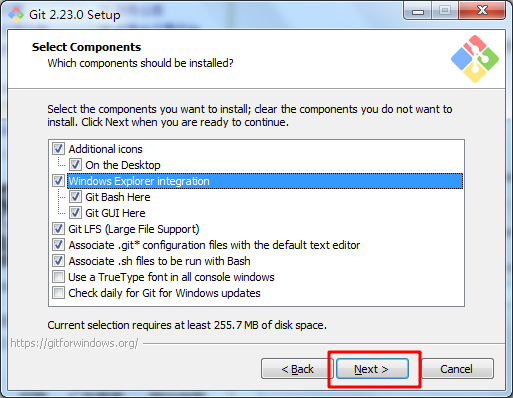 Git 2.23.0 Setup
Select Components
Which components should be installed?
Select the components you want to install; clear the components you do not want to
install. Click Next when you are ready to continue.
Additional icons
On the Desktop
Windows Explorer integration
Git Bash Here
Git GUI Here
Git LFS (Large File Support)
Associate .git* configuration files with the default text editor
Associate .sh files to be run with Bash
Use a TrueType font in all console windows
Check daily for Git for Windows updates
Current selection requires at least 255.7 MB of disk space.
https://gitforwindows.org/
< Back
Next >
Cancel